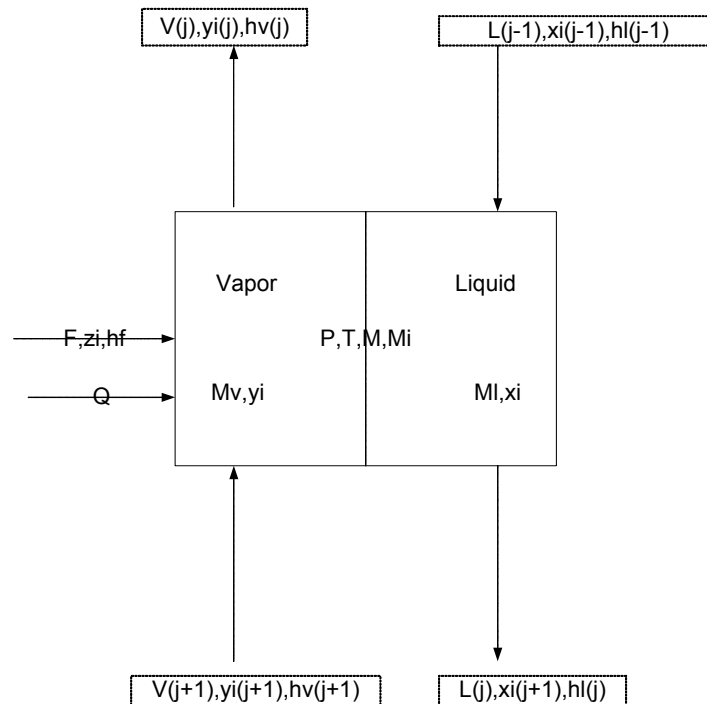 V(j),yi(j),hv(j)
L(j-1),xi(j-1),hl(j-1)
Vapor
Liquid
F,zi,hf
P,T,M,Mi
Q
Mv,yi
Ml,xi
V(j+1),yi(j+1),hv(j+1)
L(j),xi(j+1),hl(j)